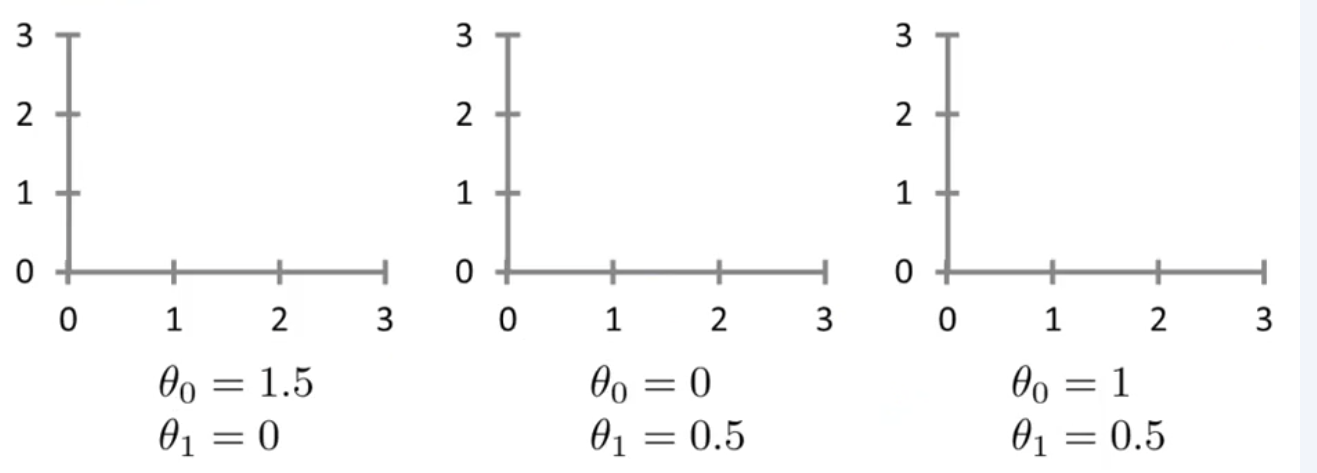 3 3 3
2 2 2
1 1 1
0 0 0
0 1 2 3 0 1 2 3 0 1 2 3
θ₀ = 1.5 θ₀ = 0 θ₀ = 1
θ₁ = 0 θ₁ = 0.5 θ₁ = 0.5